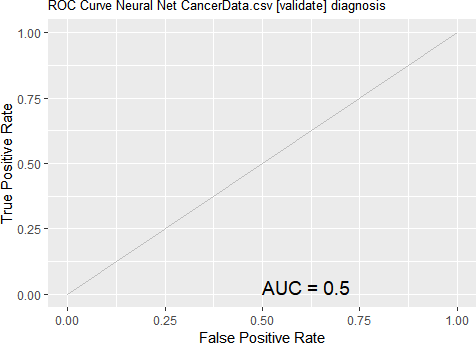 ROC Curve Neural Net CancerData.csv [validate] diagnosis
1.00
0.75
0.50
0.25
0.00
True Positive Rate
AUC = 0.5
0.00 0.25 0.50 0.75 1.00
False Positive Rate